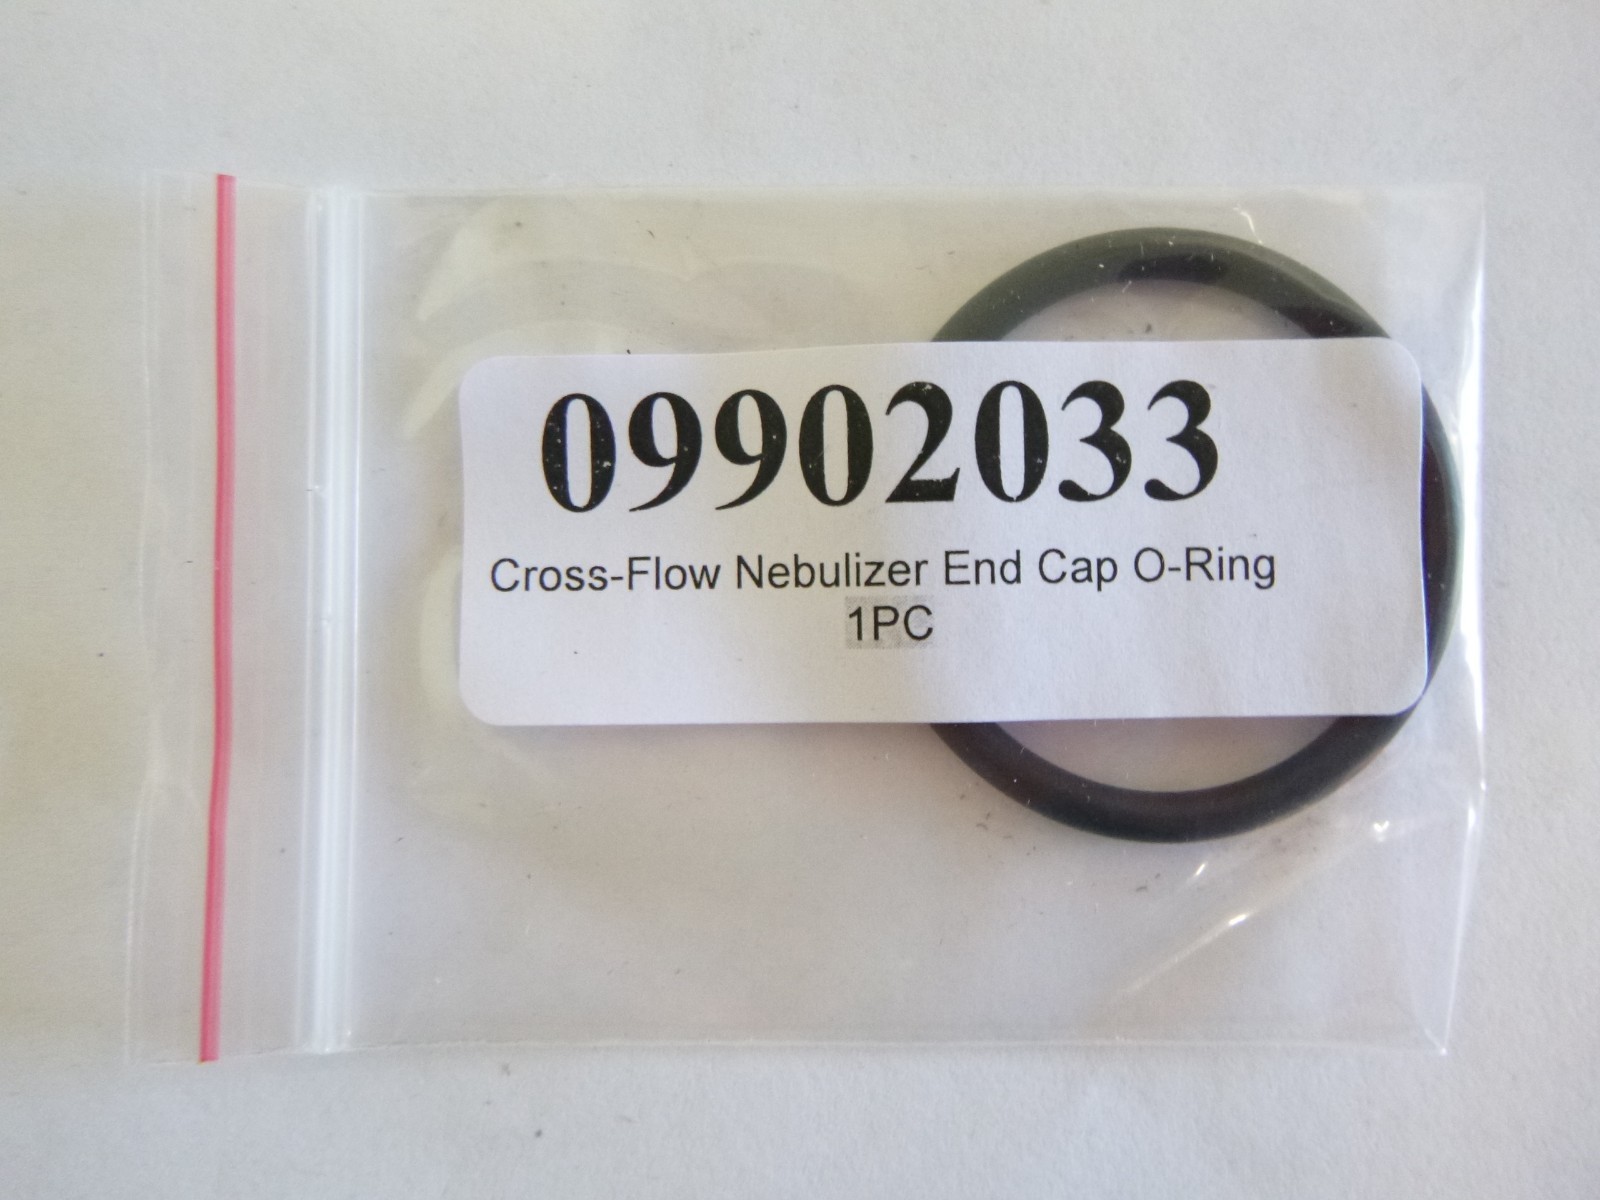 09902033
Cross-Flow Nebulizer End Cap O-Ring
1PC